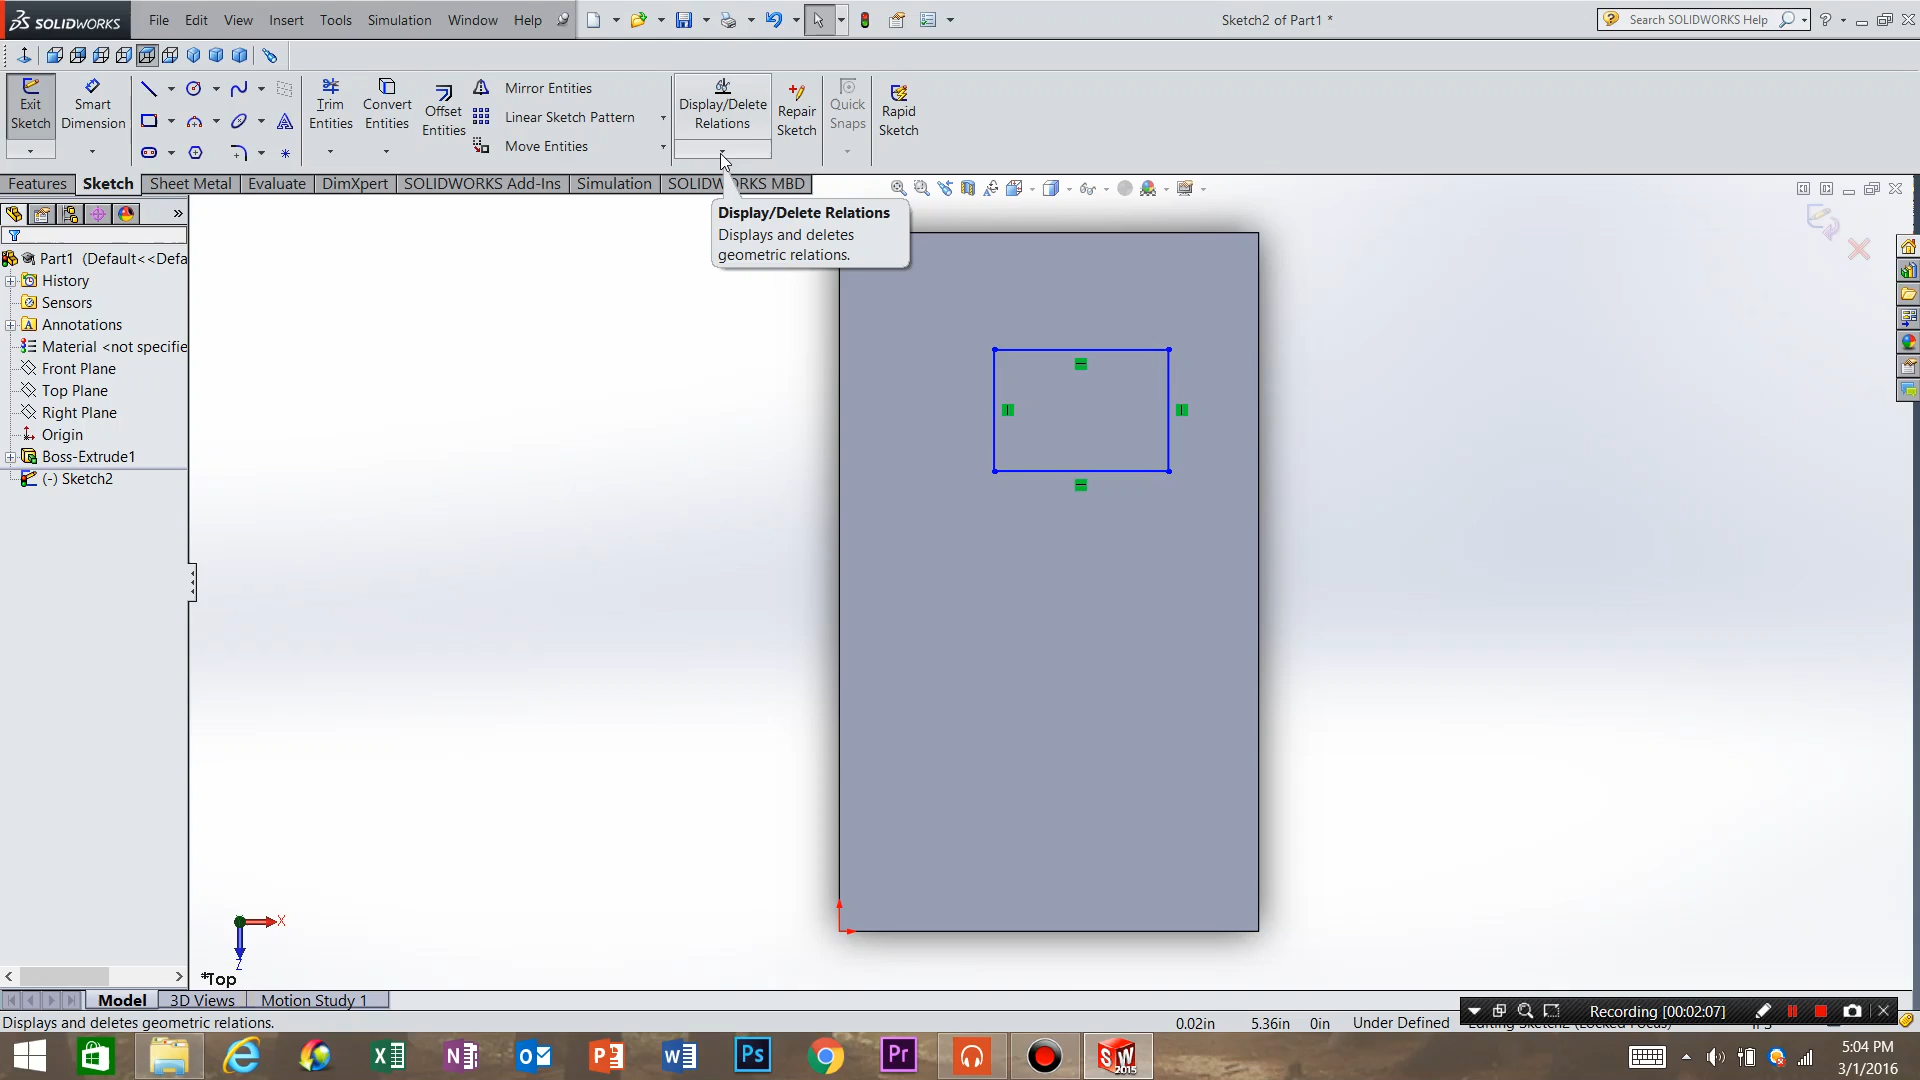 SOLIDWORKS File Edit View Insert Tools Simulation Window Help Sketch2 of Part1 * Search SOLIDWORKS Help
Exit Sketch
Smart Dimension
Trim Entities
Convert Entities
Offset Entities
Mirror Entities
Linear Sketch Pattern
Move Entities
Display/Delete Relations
Repair Sketch
Quick Snaps
Rapid Sketch
Features Sketch Sheet Metal Evaluate DimXpert SOLIDWORKS Add-Ins Simulation SOLIDWORKS MBD
Display/Delete Relations
Displays and deletes
geometric relations.
Part1 (Default<<Defa
History
Sensors
Annotations
Material <not specifie
Front Plane
Top Plane
Right Plane
Origin
Boss-Extrude1
(-) Sketch2
X
Z
*Top
Model 3D Views Motion Study 1
Recording [00:02:07]
Displays and deletes geometric relations. 0.02in 5.36in 0in Under Defined
5:04 PM
3/1/2016